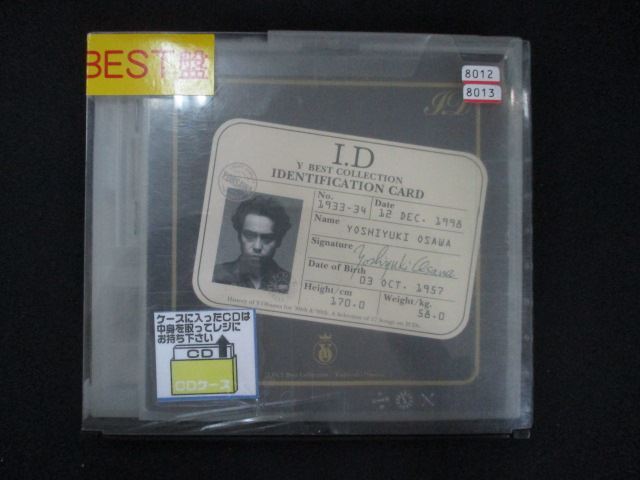 BEST盤
8012
8013
I.D
I.D
Y BEST COLLECTION
IDENTIFICATION CARD
No.
1933-34
Date
12 DEC. 1998
Name
YOSHIYUKI OSAWA
Signature
Yoshiyuki Osawa
Date of Birth
03 OCT. 1957
Height/cm
170.0
Weight/kg.
58.0
ケースに入ったCDは
中身を取ってレジに
お持ち下さい
CD
CDケース